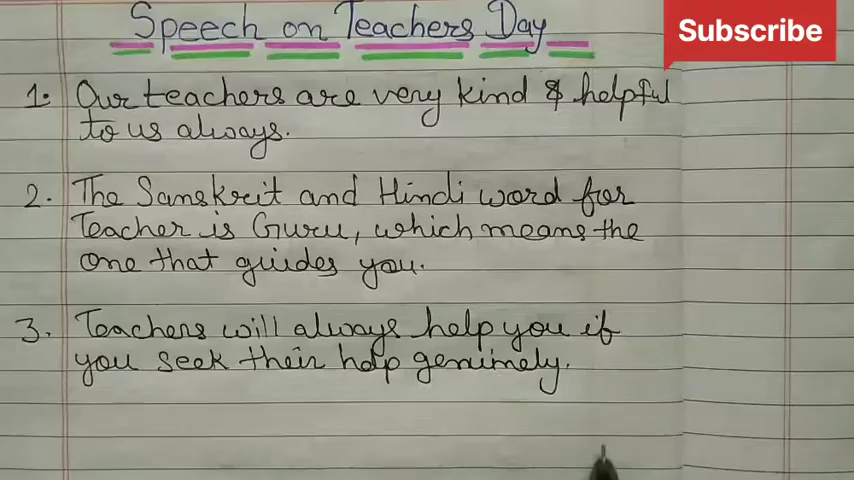 Speech on Teachers Day
Subscribe
1. Our teachers are very kind & helpful
to us always.
2. The Sanskrit and Hindi word for
Teacher is Guru, which means the
one that guides you.
3. Teachers will always help you if
you seek their help genuinely.